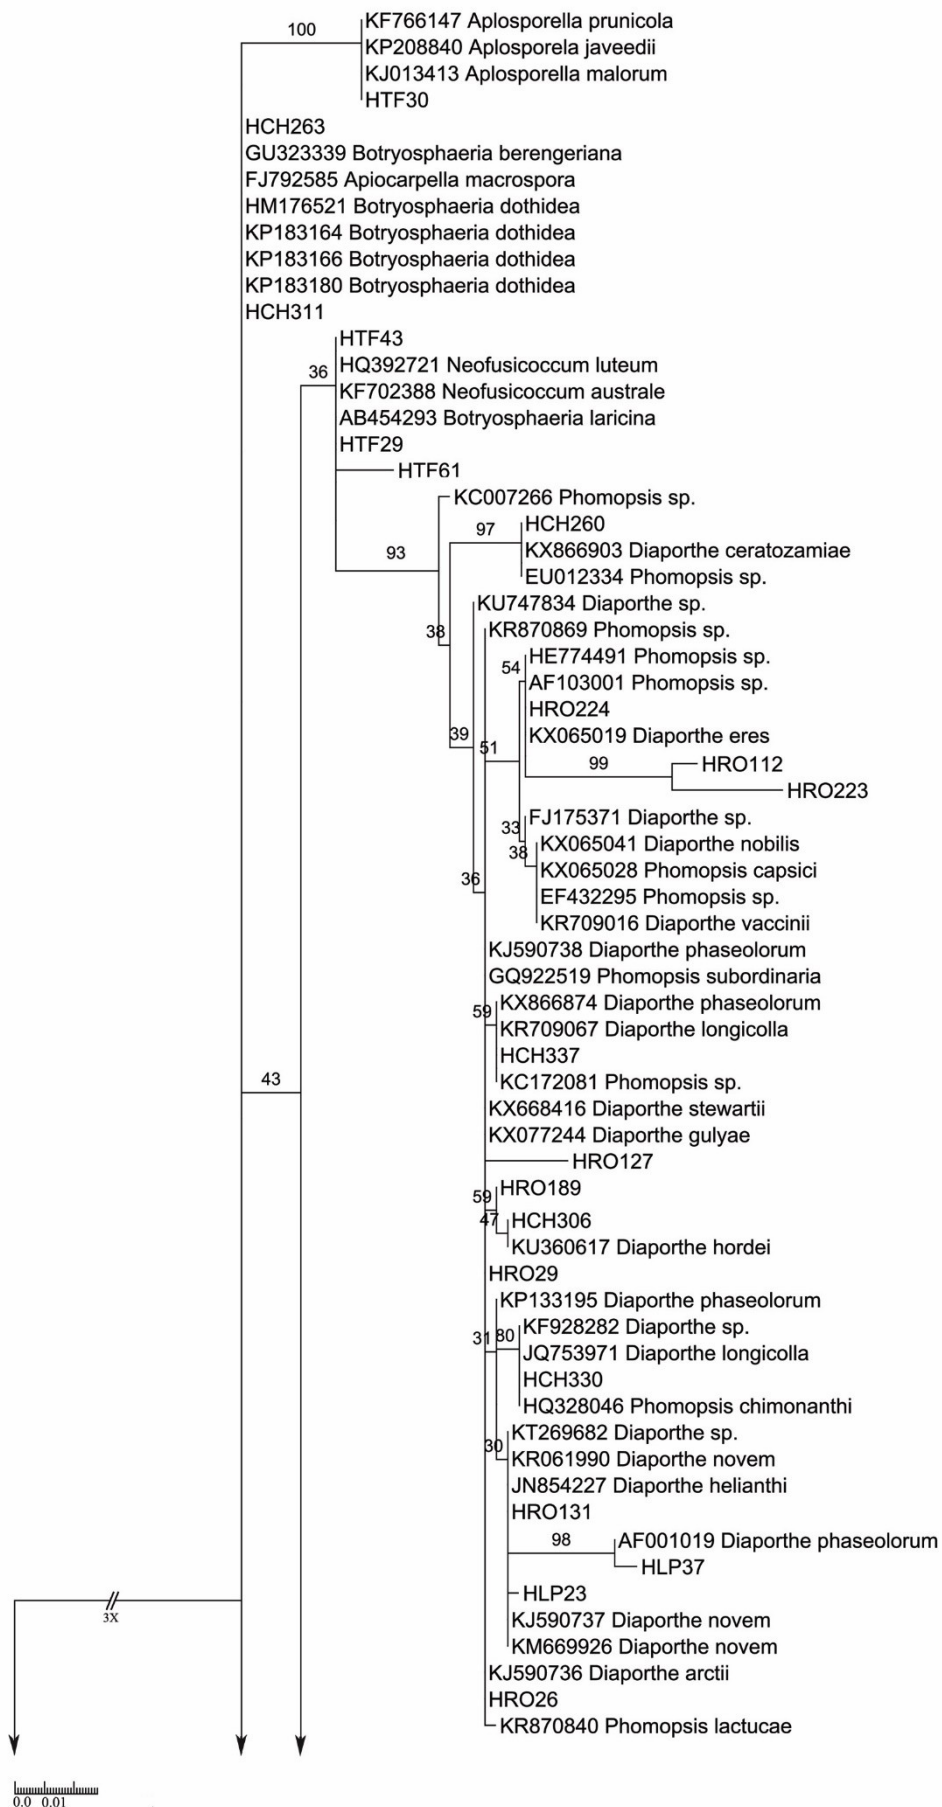 100
KF766147 Aplosporella prunicola
KP208840 Aplosporela javeedii
KJ013413 Aplosporella malorum
HTF30
HCH263
GU323339 Botryosphaeria berengeriana
FJ792585 Apiocarpella macrospora
HM176521 Botryosphaeria dothidea
KP183164 Botryosphaeria dothidea
KP183166 Botryosphaeria dothidea
KP183180 Botryosphaeria dothidea
HCH311
HTF43
36
HQ392721 Neofusicoccum luteum
KF702388 Neofusicoccum australe
AB454293 Botryosphaeria laricina
HTF29
HTF61
KC007266 Phomopsis sp.
97
HCH260
93
KX866903 Diaporthe ceratozamiae
EU012334 Phomopsis sp.
KU747834 Diaporthe sp.
38
KR870869 Phomopsis sp.
54
HE774491 Phomopsis sp.
AF103001 Phomopsis sp.
HRO224
39
51
KX065019 Diaporthe eres
99
HRO112
HRO223
33
FJ175371 Diaporthe sp.
KX065041 Diaporthe nobilis
38
KX065028 Phomopsis capsici
36
EF432295 Phomopsis sp.
KR709016 Diaporthe vaccinii
KJ590738 Diaporthe phaseolorum
GQ922519 Phomopsis subordinaria
59
KX866874 Diaporthe phaseolorum
KR709067 Diaporthe longicolla
HCH337
43
KC172081 Phomopsis sp.
KX668416 Diaporthe stewartii
KX077244 Diaporthe gulyae
HRO127
59
HRO189
47
HCH306
KU360617 Diaporthe hordei
HRO29
KP133195 Diaporthe phaseolorum
31
80
KF928282 Diaporthe sp.
JQ753971 Diaporthe longicolla
HCH330
HQ328046 Phomopsis chimonanthi
30
KT269682 Diaporthe sp.
KR061990 Diaporthe novem
JN854227 Diaporthe helianthi
HRO131
98
AF001019 Diaporthe phaseolorum
HLP37
HLP23
3X
KJ590737 Diaporthe novem
KM669926 Diaporthe novem
KJ590736 Diaporthe arctii
HRO26
KR870840 Phomopsis lactucae
0.0 0.01